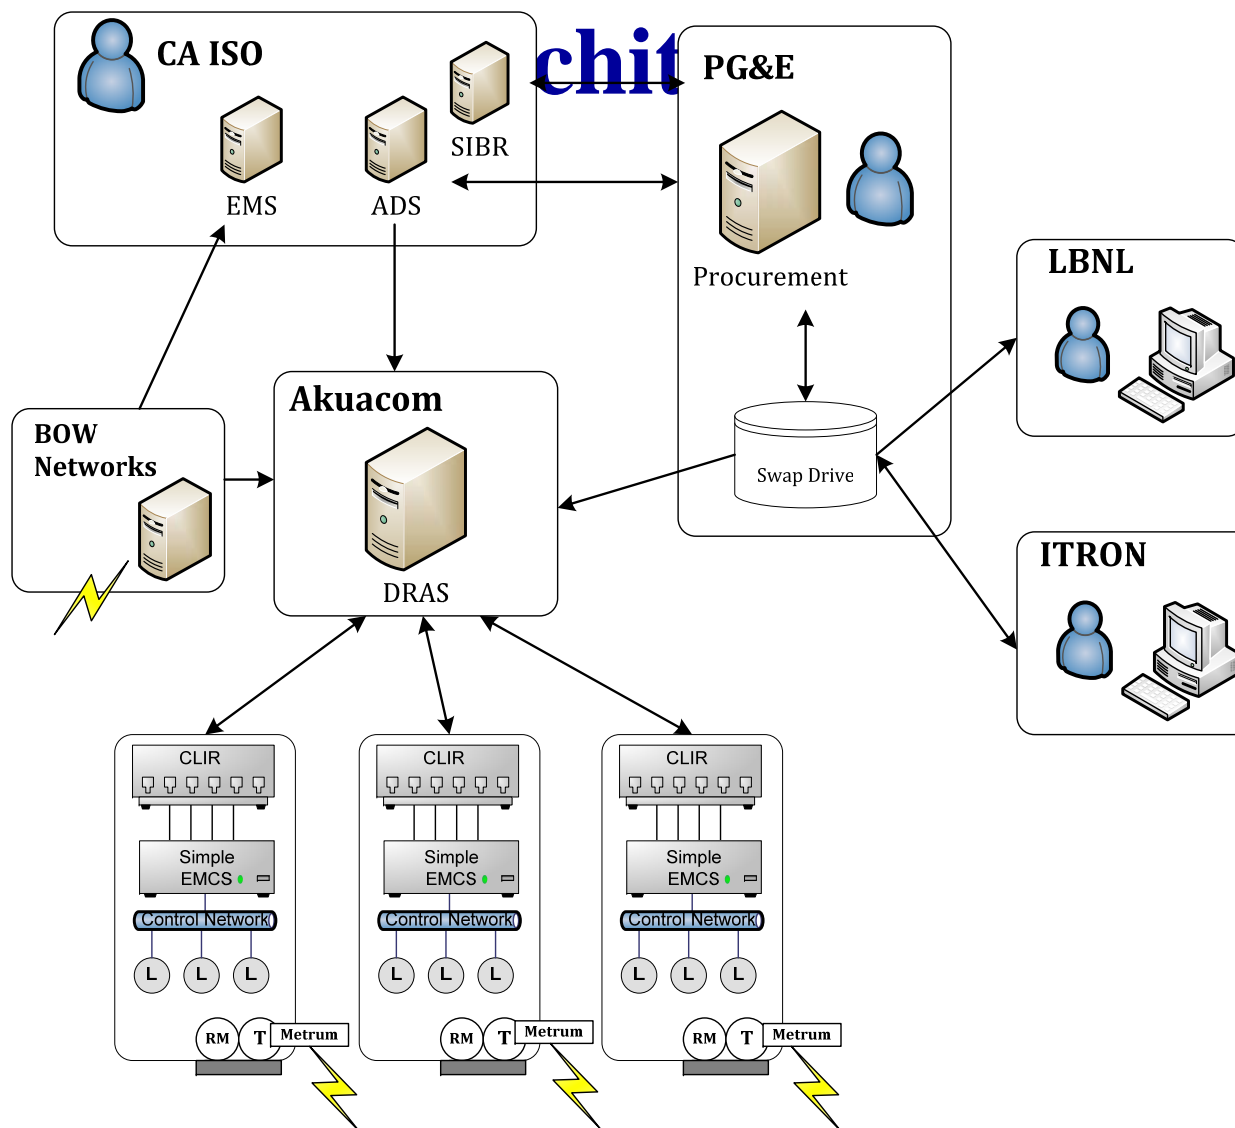 CA ISO
chit
PG&E
SIBR
EMS
ADS
Procurement
LBNL
Akuacom
BOW
Networks
Swap Drive
ITRON
DRAS
CLIR
CLIR
CLIR
Simple
EMCS
Simple
EMCS
Simple
EMCS
Control Network
Control Network
Control Network
L L L
L L L
L L L
RM T Metrum
RM T Metrum
RM T Metrum